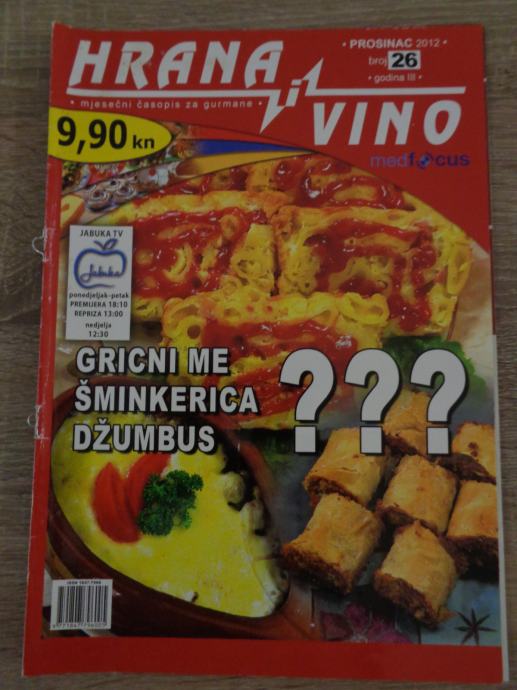 HRANA
i
VINO
• mjesečni časopis za gurmane •
• PROSINAC 2012 •
broj 26
• godina III •
9,90 kn
medfocus
JABUKA TV
Jabuka
ponedjeljak-petak
PREMIJERA 18:10
REPRIZA 13:00
nedjelja
12:30
GRICNI ME
ŠMINKERICA
DŽUMBUS
???